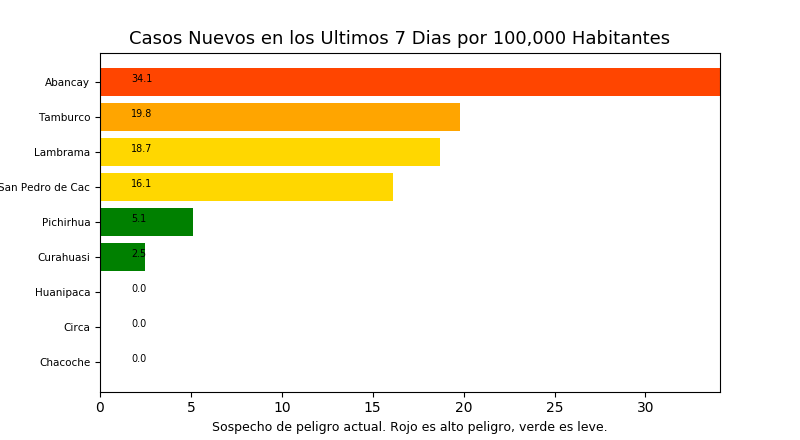 Casos Nuevos en los Ultimos 7 Dias por 100,000 Habitantes
Abancay 34.1
Tamburco 19.8
Lambrama 18.7
San Pedro de Cac 16.1
Pichirhua 5.1
Curahuasi 2.5
Huanipaca 0.0
Circa 0.0
Chacoche 0.0
0 5 10 15 20 25 30
Sospecho de peligro actual. Rojo es alto peligro, verde es leve.